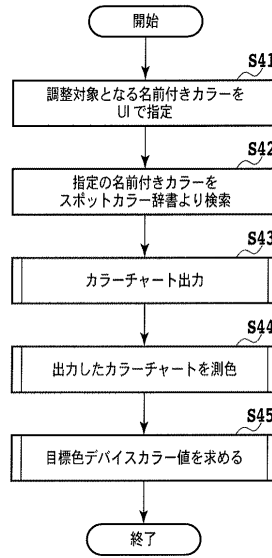 開始
S41
調整対象となる名前付きカラーを
UIで指定
S42
指定の名前付きカラーを
スポットカラー辞書より検索
S43
カラーチャート出力
S44
出力したカラーチャートを測色
S45
目標色デバイスカラー値を求める
終了